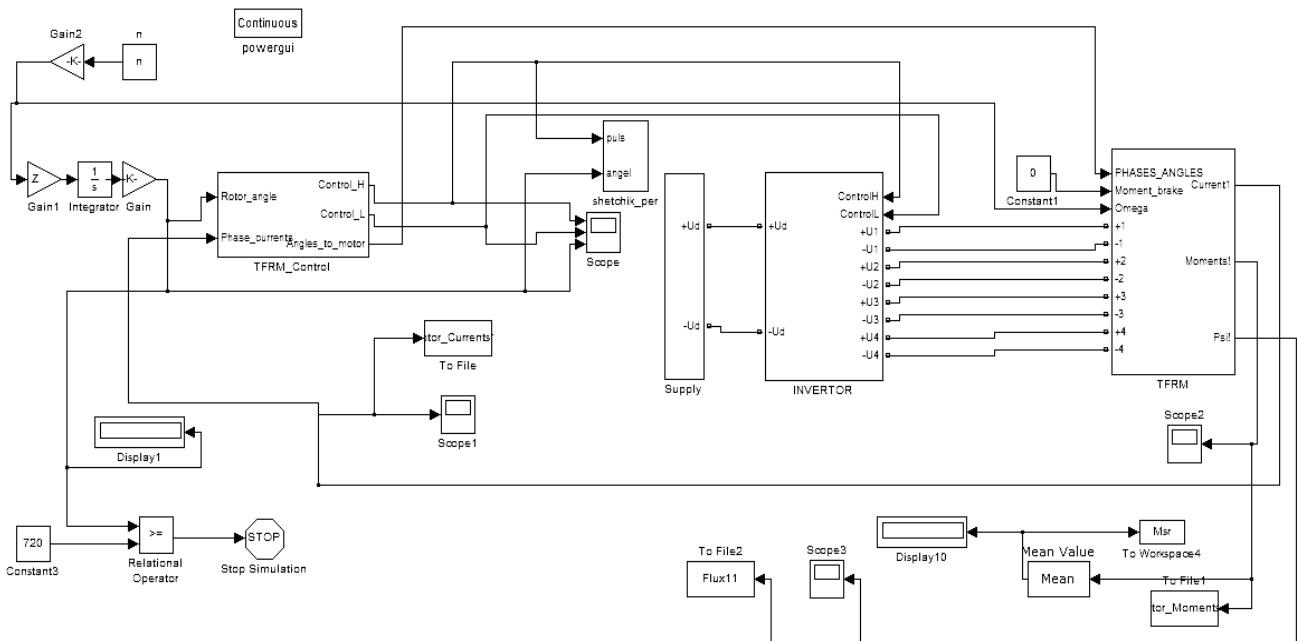 Continuous
powergui
Gain2
-K-
n
n
Z
Gain1
1
s
Integrator
K-
Gain
Rotor_angle
Phase_currents
Control_H
Control_L
Angles_to_motor
TFRM_Control
puls
angel
shetchik_per
Scope
+Ud
-Ud
Supply
+Ud
-Ud
ControlH
ControlL
+U1
-U1
+U2
-U2
+U3
-U3
+U4
-U4
INVERTOR
0
Constant1
PHASES_ANGLES
Moment_brake
Omega
+1
-1
+2
-2
+3
-3
+4
-4
Current1
Moments!
Psi!
TFRM
tor_Currents
To File
Scope1
Display1
Scope2
720
Constant3
>=
Relational
Operator
STOP
Stop Simulation
To File2
Flux11
Scope3
Display10
Msr
To Workspace4
Mean Value
Mean
To File1
tor_Moments